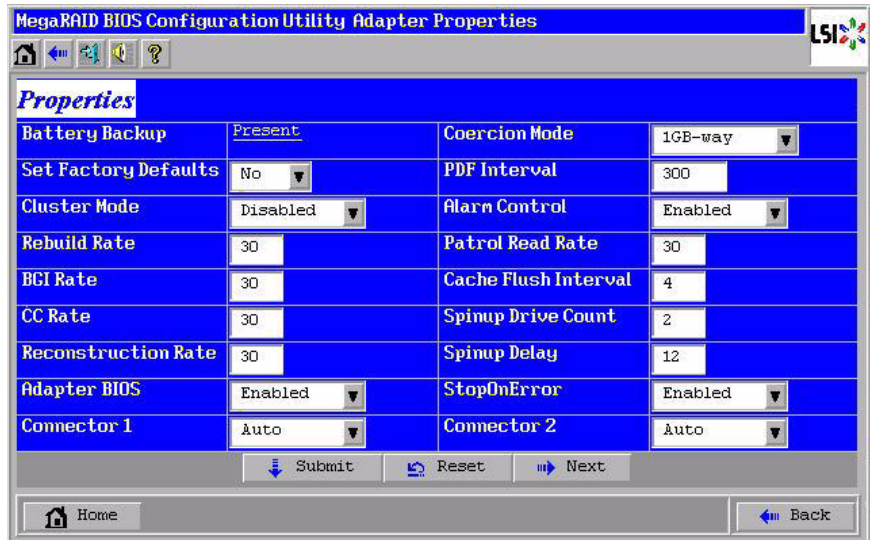 MegaRAID BIOS Configuration Utility Adapter Properties
LSI
Properties
Battery Backup Present Coercion Mode 1GB-way
Set Factory Defaults No PDF Interval 300
Cluster Mode Disabled Alarm Control Enabled
Rebuild Rate 30 Patrol Read Rate 30
BGI Rate 30 Cache Flush Interval 4
CC Rate 30 Spinup Drive Count 2
Reconstruction Rate 30 Spinup Delay 12
Adapter BIOS Enabled StopOnError Enabled
Connector 1 Auto Connector 2 Auto
Submit Reset Next
Home Back